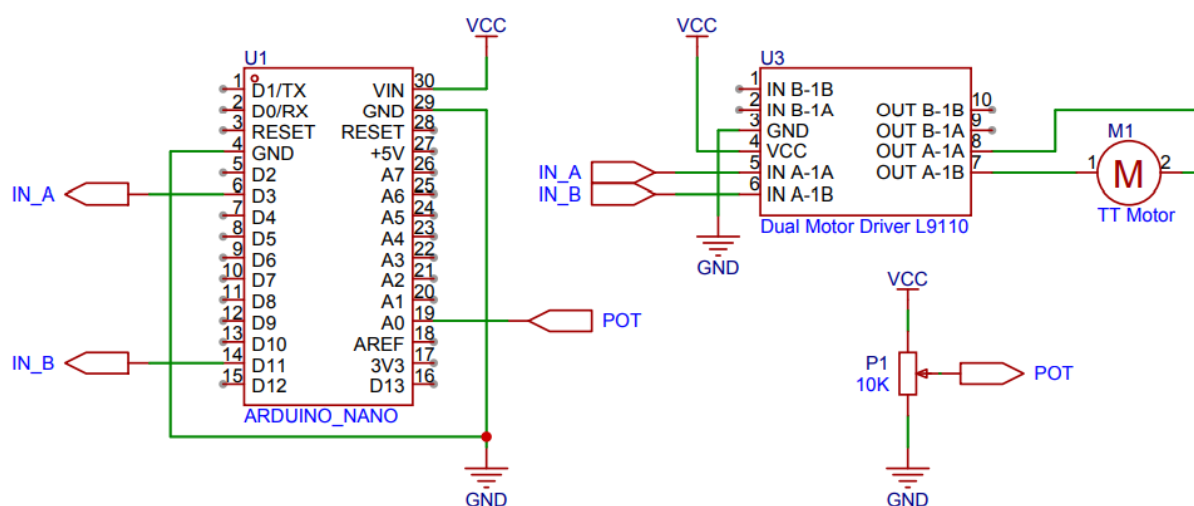 VCC
U1
1 D1/TX VIN 30
2 D0/RX GND 29
3 RESET RESET 28
4 GND +5V 27
5 D2 A7 26
IN_A 6 D3 A6 25
7 D4 A5 24
8 D5 A4 23
9 D6 A3 22
10 D7 A2 21
11 D8 A1 20
12 D9 A0 19 POT
13 D10 AREF 18
IN_B 14 D11 3V3 17
15 D12 D13 16
ARDUINO_NANO
GND
VCC
U3
1 IN B-1B
2 IN B-1A OUT B-1B 10
3 GND OUT B-1A 9
4 VCC OUT A-1A 8
IN_A 5 IN A-1A OUT A-1B 7
IN_B 6 IN A-1B
Dual Motor Driver L9110
GND
M1
1 M 2
TT Motor
VCC
P1
10K
POT
GND